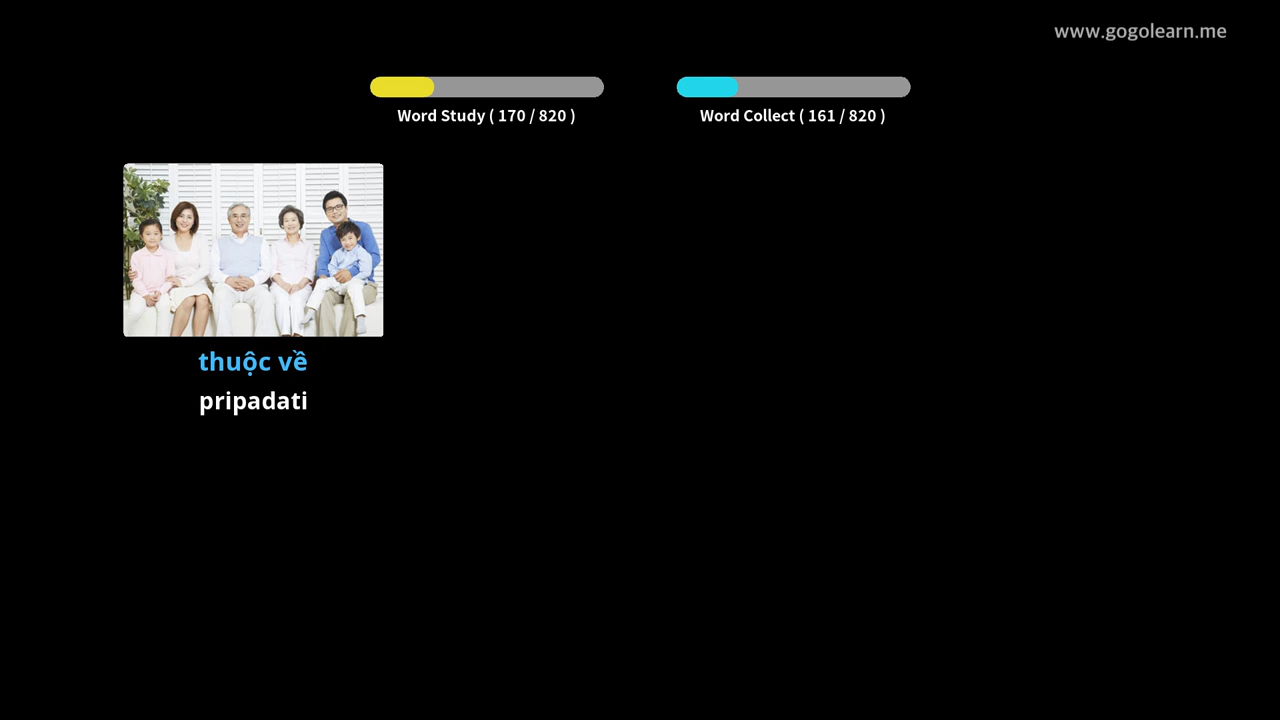 www.gogolearn.me
Word Study ( 170 / 820 )
Word Collect ( 161 / 820 )
thuộc về
pripadati